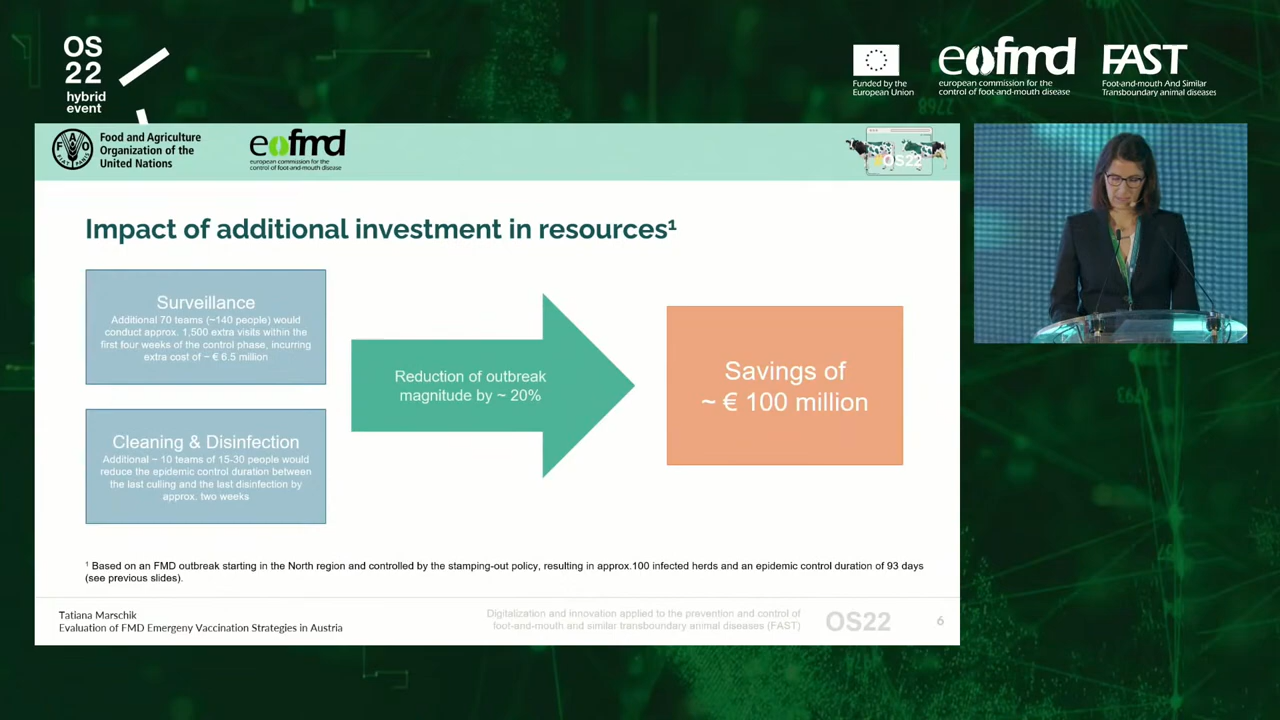 OS
22
hybrid
event
Funded by the
European Union
eofmd
european commission for the
control of foot-and-mouth disease
FAST
Foot-and-mouth And Similar
Transboundary animal diseases
FAO
Food and Agriculture
Organization of the
United Nations
eofmd
european commission for the
control of foot-and-mouth disease
#OS22
Impact of additional investment in resources¹
Surveillance
Additional 70 teams (~140 people) would
conduct approx. 1,500 extra visits within the
first four weeks of the control phase, incurring
extra cost of ~ € 6.5 million
Cleaning & Disinfection
Additional ~ 10 teams of 15-30 people would
reduce the epidemic control duration between
the last culling and the last disinfection by
approx. two weeks
Reduction of outbreak
magnitude by ~ 20%
Savings of
~ € 100 million
¹ Based on an FMD outbreak starting in the North region and controlled by the stamping-out policy, resulting in approx.100 infected herds and an epidemic control duration of 93 days
(see previous slides).
Tatiana Marschik
Evaluation of FMD Emergeny Vaccination Strategies in Austria
Digitalization and innovation applied to the prevention and control of
foot-and-mouth and similar transboundary animal diseases (FAST)
OS22
6